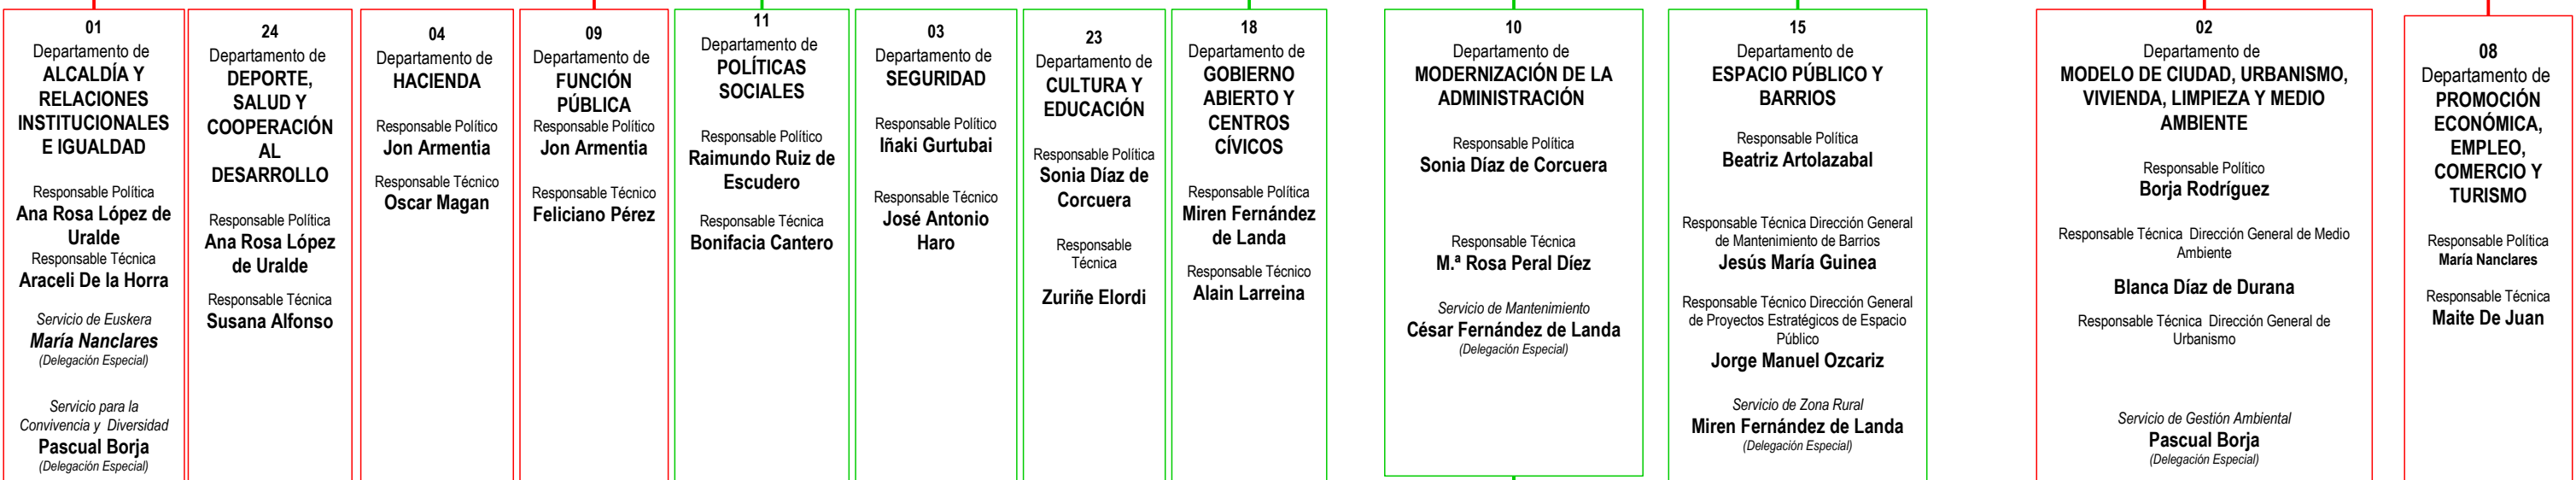 01
Departamento de
ALCALDÍA Y
RELACIONES
INSTITUCIONALES
E IGUALDAD
Responsable Política
Ana Rosa López de
Uralde
Responsable Técnica
Araceli De la Horra
Servicio de Euskera
María Nanclares
(Delegación Especial)
Servicio para la
Convivencia y Diversidad
Pascual Borja
(Delegación Especial)
24
Departamento de
DEPORTE,
SALUD Y
COOPERACIÓN
AL
DESARROLLO
Responsable Política
Ana Rosa López
de Uralde
Responsable Técnica
Susana Alfonso
04
Departamento de
HACIENDA
Responsable Político
Jon Armentia
Responsable Técnico
Oscar Magan
09
Departamento de
FUNCIÓN
PÚBLICA
Responsable Político
Jon Armentia
Responsable Técnico
Feliciano Pérez
11
Departamento de
POLÍTICAS
SOCIALES
Responsable Político
Raimundo Ruiz de
Escudero
Responsable Técnica
Bonifacia Cantero
03
Departamento de
SEGURIDAD
Responsable Político
Iñaki Gurtubai
Responsable Técnico
José Antonio
Haro
23
Departamento de
CULTURA Y
EDUCACIÓN
Responsable Política
Sonia Díaz de
Corcuera
Responsable
Técnica
Zuriñe Elordi
18
Departamento de
GOBIERNO
ABIERTO Y
CENTROS
CÍVICOS
Responsable Política
Miren Fernández
de Landa
Responsable Técnico
Alain Larreina
10
Departamento de
MODERNIZACIÓN DE LA
ADMINISTRACIÓN
Responsable Política
Sonia Díaz de Corcuera
Responsable Técnica
M.ª Rosa Peral Díez
Servicio de Mantenimiento
César Fernández de Landa
(Delegación Especial)
15
Departamento de
ESPACIO PÚBLICO Y
BARRIOS
Responsable Política
Beatriz Artolazabal
Responsable Técnica Dirección General
de Mantenimiento de Barrios
Jesús María Guinea
Responsable Técnico Dirección General
de Proyectos Estratégicos de Espacio
Público
Jorge Manuel Ozcariz
Servicio de Zona Rural
Miren Fernández de Landa
(Delegación Especial)
02
Departamento de
MODELO DE CIUDAD, URBANISMO,
VIVIENDA, LIMPIEZA Y MEDIO
AMBIENTE
Responsable Político
Borja Rodríguez
Responsable Técnica Dirección General de Medio
Ambiente
Blanca Díaz de Durana
Responsable Técnica Dirección General de
Urbanismo
Servicio de Gestión Ambiental
Pascual Borja
(Delegación Especial)
08
Departamento de
PROMOCIÓN
ECONÓMICA,
EMPLEO,
COMERCIO Y
TURISMO
Responsable Política
María Nanclares
Responsable Técnica
Maite De Juan